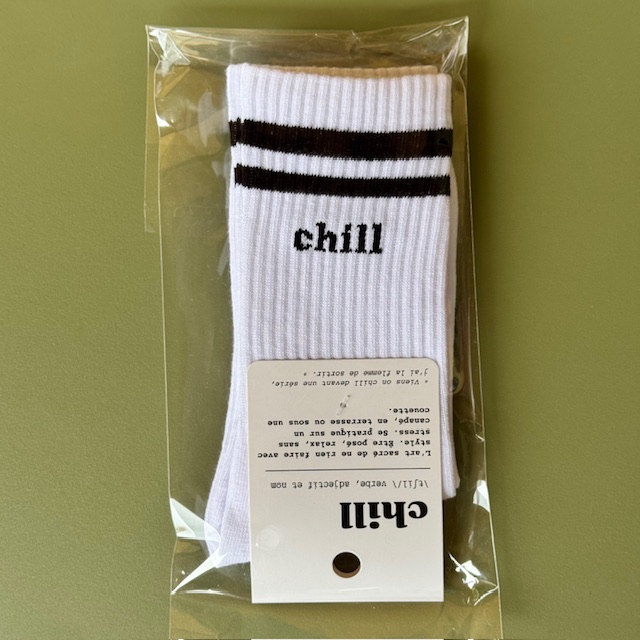 chill
chill
\tʃil/\ verbe, adjectif et nom
L'art sacré de ne rien faire avec
style. Être posé, relax, sans
stress. Se pratique sur un
canapé, en terrasse ou sous une
couette.
« Viens on chill devant une série,
j'ai la flemme de sortir. »